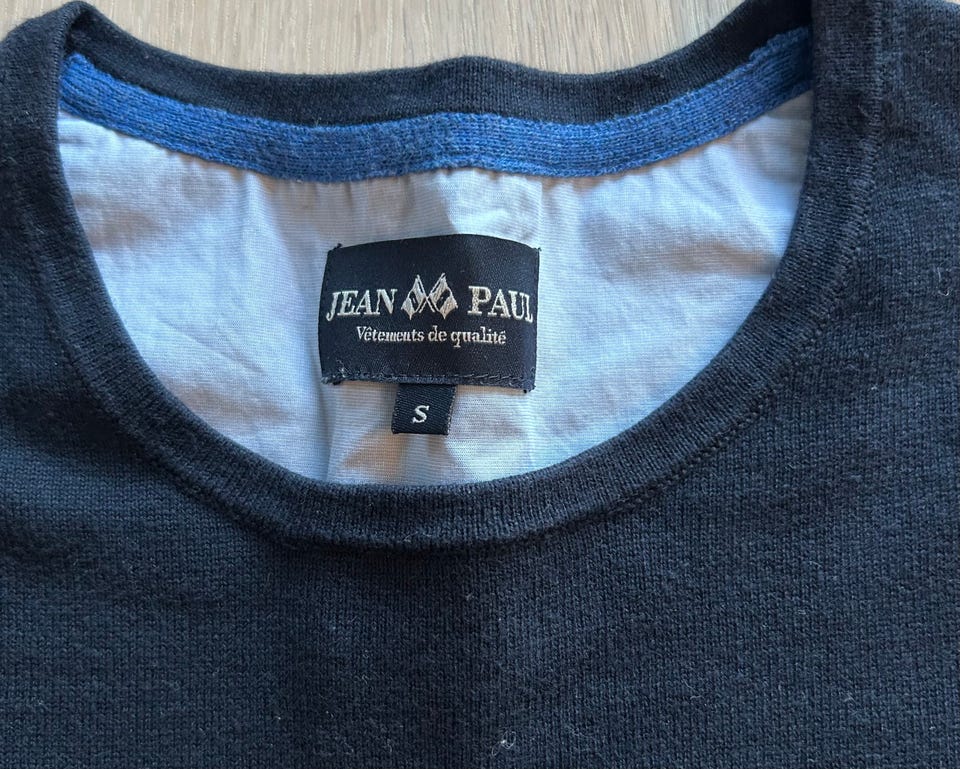 JEAN PAUL
Vêtements de qualité
S